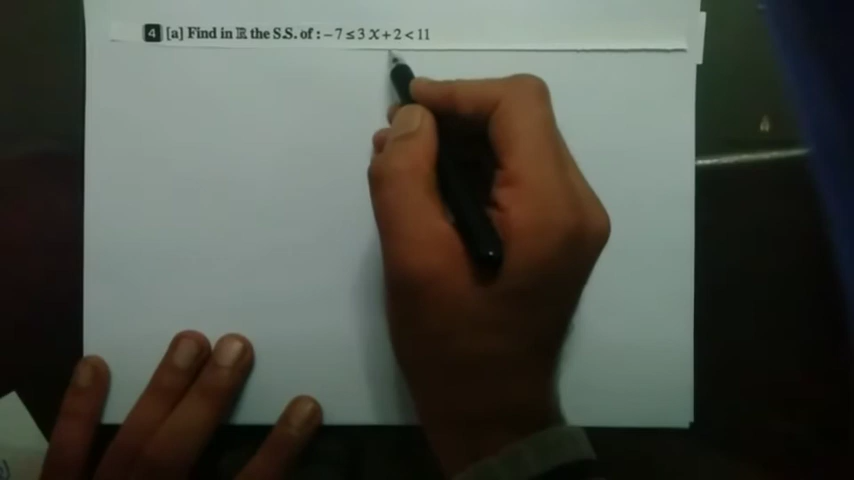 4 [a] Find in ℝ the S.S. of : – 7 ≤ 3 X + 2 < 11